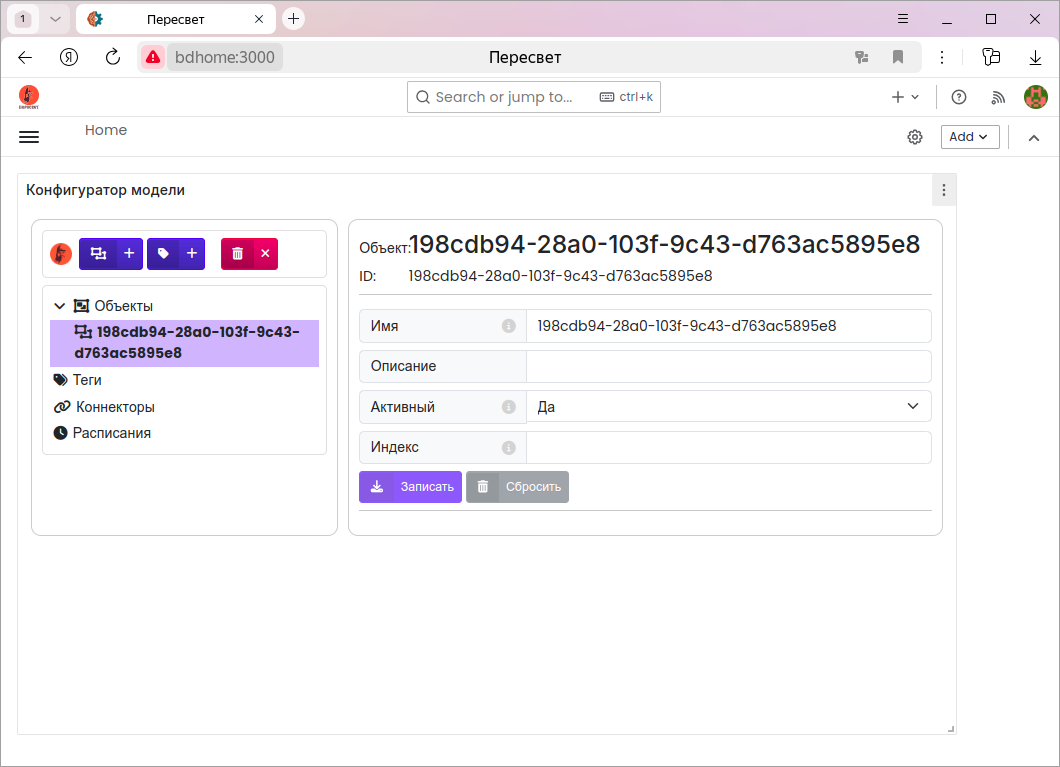 1
Пересвет
bdhome:3000
Пересвет
Search or jump to...
ctrl+k
Home
Add
Конфигуратор модели
Объекты
198cdb94-28a0-103f-9c43-
d763ac5895e8
Теги
Коннекторы
Расписания
Объект:198cdb94-28a0-103f-9c43-d763ac5895e8
ID: 198cdb94-28a0-103f-9c43-d763ac5895e8
Имя 198cdb94-28a0-103f-9c43-d763ac5895e8
Описание
Активный Да
Индекс
Записать Сбросить